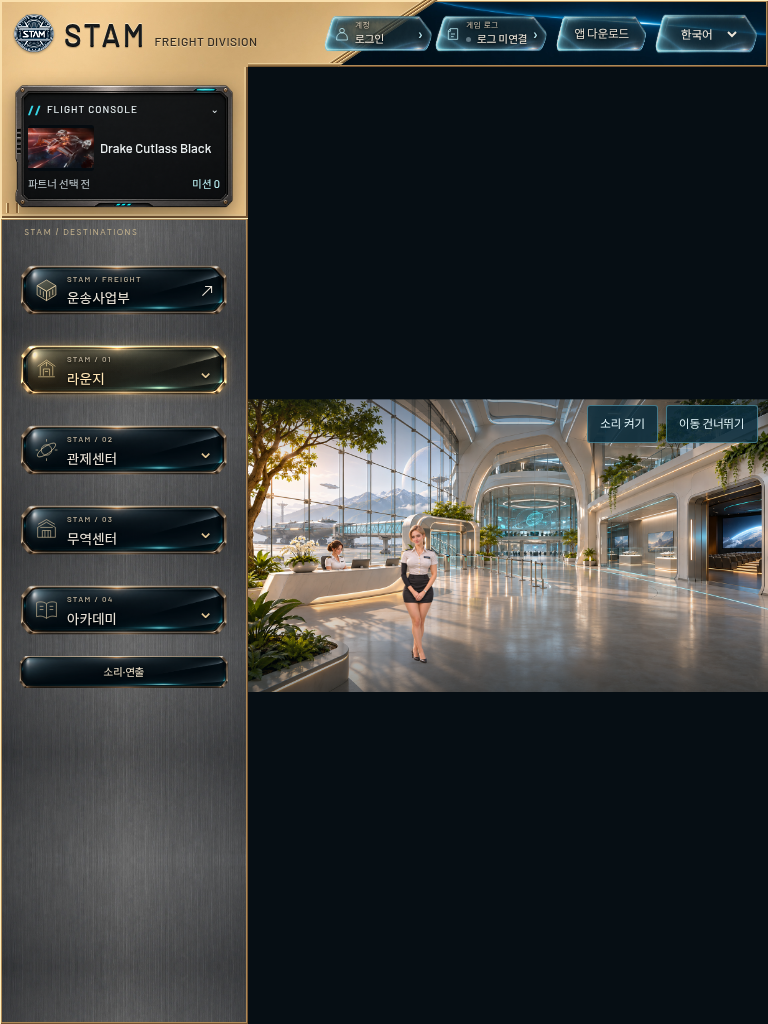 STAM
STAM FREIGHT DIVISION
계정
로그인
게임 로그
로그 미연결
앱 다운로드
한국어
// FLIGHT CONSOLE
Drake Cutlass Black
파트너 선택 전
미션 0
STAM / DESTINATIONS
STAM / FREIGHT
운송사업부
STAM / 01
라운지
STAM / 02
관제센터
STAM / 03
무역센터
STAM / 04
아카데미
소리·연출
소리 켜기
이동 건너뛰기